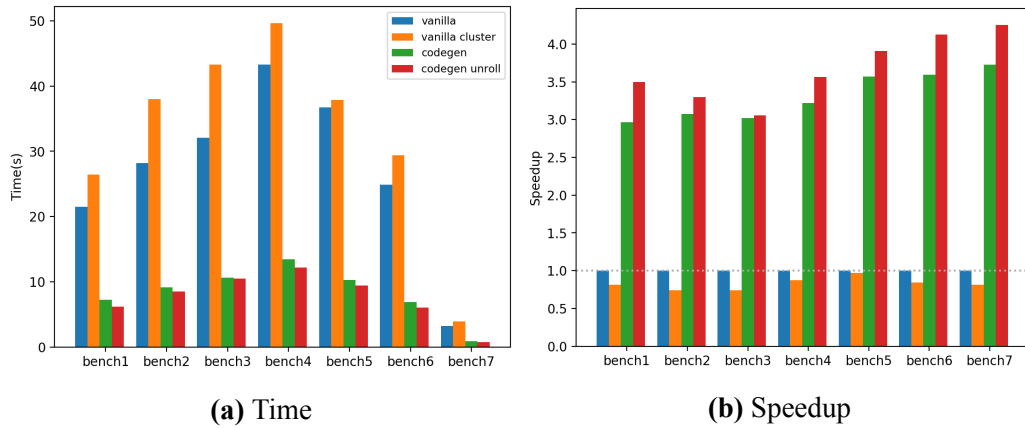 50
40
30
20
10
0
Time(s)
vanilla
vanilla cluster
codegen
codegen unroll
bench1 bench2 bench3 bench4 bench5 bench6 bench7
(a) Time
4.0
3.5
3.0
2.5
2.0
1.5
1.0
0.5
0.0
Speedup
bench1 bench2 bench3 bench4 bench5 bench6 bench7
(b) Speedup